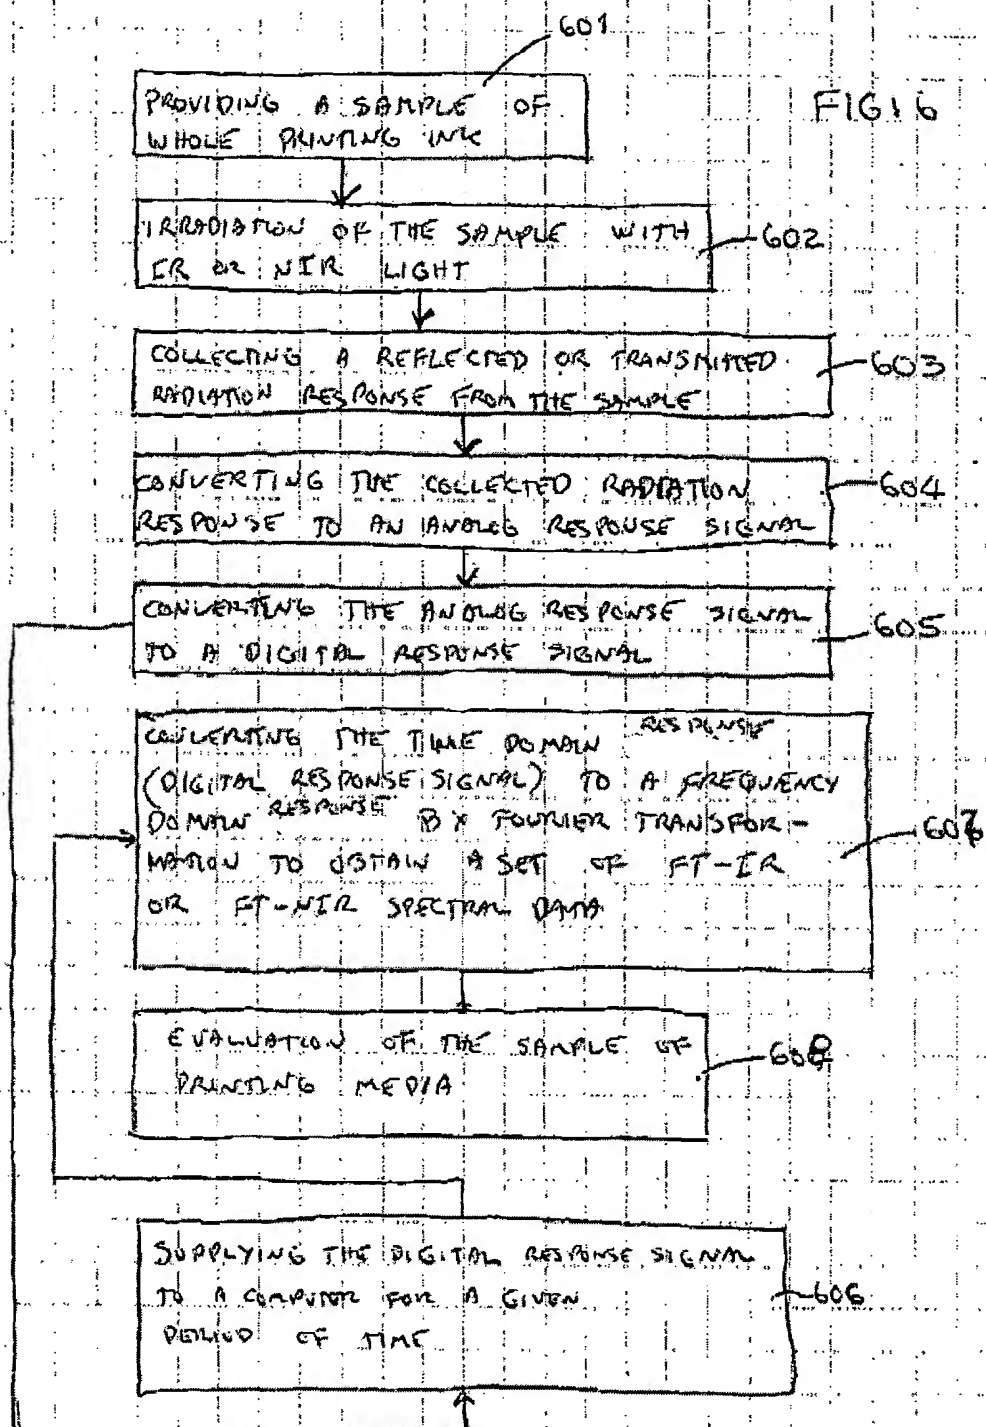 601
FIG! 6
PROVIDING A SAMPLE OF
WHOLE PRINTING INK
IRRADIATION OF THE SAMPLE WITH
IR OR NIR LIGHT
602
COLLECTING A REFLECTED OR TRANSMITTED
RADIATION RESPONSE FROM THE SAMPLE
603
CONVERTING THE COLLECTED RADIATION
RESPONSE TO AN ANALOG RESPONSE SIGNAL
604
CONVERTING THE ANALOG RESPONSE SIGNAL
TO A DIGITAL RESPONSE SIGNAL
605
CONVERTING THE TIME DOMAIN RESPONSE
(DIGITAL RESPONSE SIGNAL) TO A FREQUENCY
DOMAIN RESPONSE BY FOURIER TRANSFOR-
MATION TO OBTAIN A SET OF FT-IR
OR FT-NIR SPECTRAL DATA
607
EVALUATION OF THE SAMPLE OF
PRINTING MEDIA
608
SUPPLYING THE DIGITAL RESPONSE SIGNAL
TO A COMPUTER FOR A GIVEN
PERIOD OF TIME
606